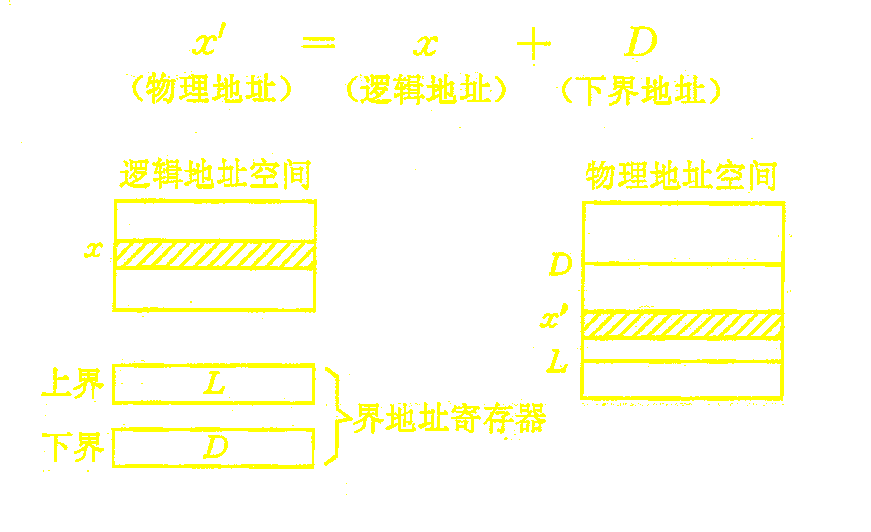 x′ = x + D
（物理地址） （逻辑地址） （下界地址）
逻辑地址空间
x
物理地址空间
D
x′
L
上界 L
下界 D
界地址寄存器